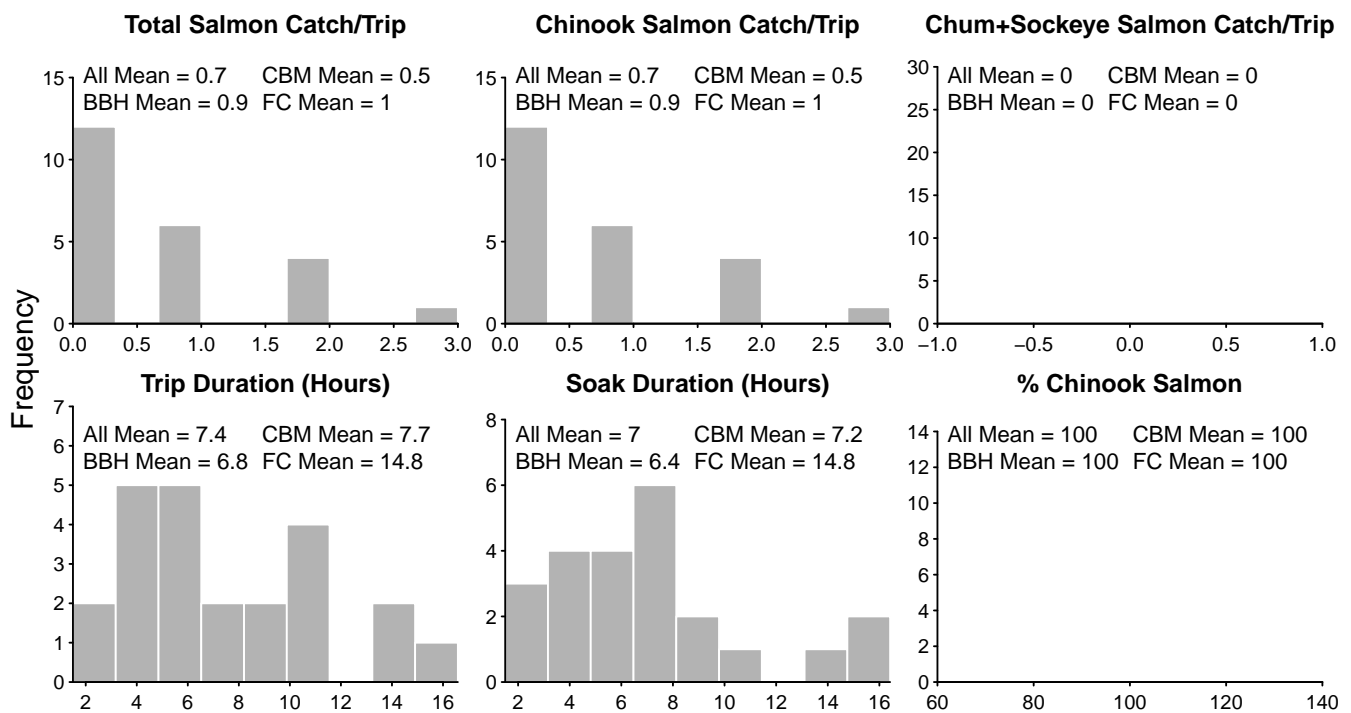 Total Salmon Catch/Trip
All Mean = 0.7 CBM Mean = 0.5
BBH Mean = 0.9 FC Mean = 1
15
10
5
0
0.0 0.5 1.0 1.5 2.0 2.5 3.0
Chinook Salmon Catch/Trip
All Mean = 0.7 CBM Mean = 0.5
BBH Mean = 0.9 FC Mean = 1
15
10
5
0
0.0 0.5 1.0 1.5 2.0 2.5 3.0
Chum+Sockeye Salmon Catch/Trip
All Mean = 0 CBM Mean = 0
BBH Mean = 0 FC Mean = 0
30
25
20
15
10
5
0
−1.0 −0.5 0.0 0.5 1.0
Frequency
Trip Duration (Hours)
All Mean = 7.4 CBM Mean = 7.7
BBH Mean = 6.8 FC Mean = 14.8
7
6
5
4
3
2
1
0
2 4 6 8 10 12 14 16
Soak Duration (Hours)
All Mean = 7 CBM Mean = 7.2
BBH Mean = 6.4 FC Mean = 14.8
8
6
4
2
0
2 4 6 8 10 12 14 16
% Chinook Salmon
All Mean = 100 CBM Mean = 100
BBH Mean = 100 FC Mean = 100
14
12
10
8
6
4
2
0
60 80 100 120 140